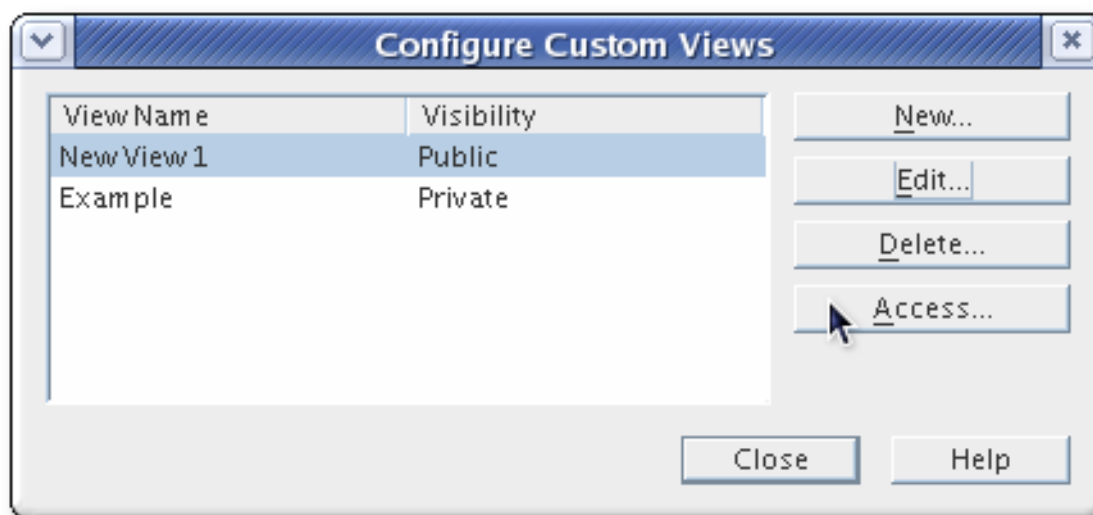 Configure Custom Views
View Name Visibility
New View 1 Public
Example Private
New...
Edit...
Delete...
Access...
Close Help